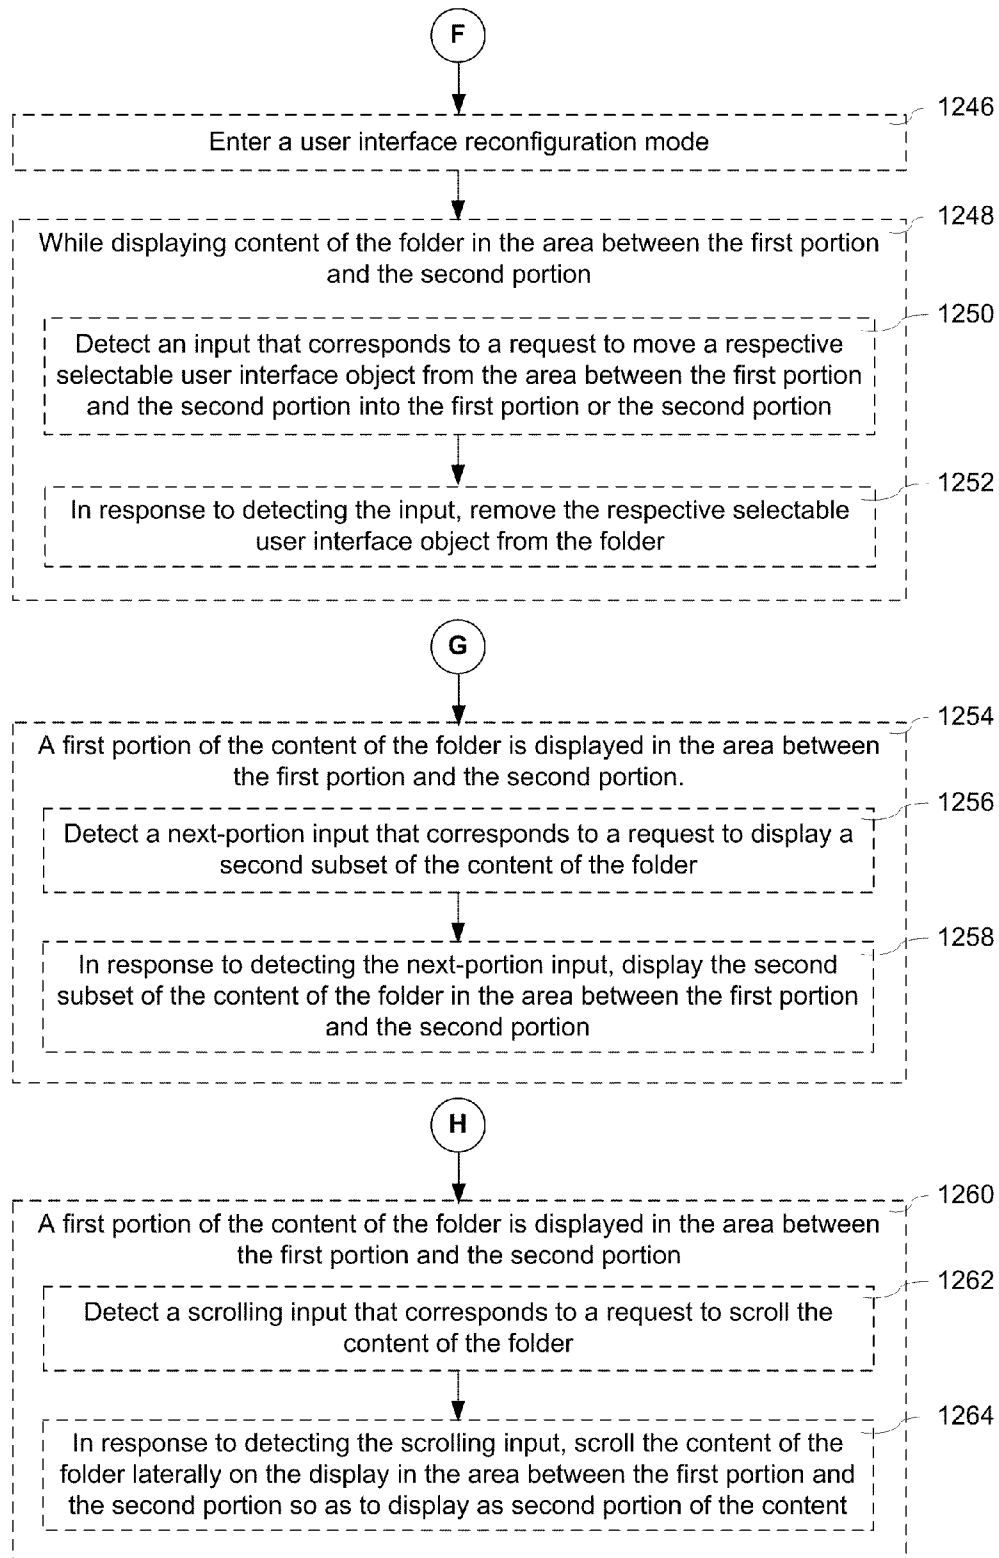 F
1246
Enter a user interface reconfiguration mode
1248
While displaying content of the folder in the area between the first portion
and the second portion
1250
Detect an input that corresponds to a request to move a respective
selectable user interface object from the area between the first portion
and the second portion into the first portion or the second portion
1252
In response to detecting the input, remove the respective selectable
user interface object from the folder
G
1254
A first portion of the content of the folder is displayed in the area between
the first portion and the second portion.
1256
Detect a next-portion input that corresponds to a request to display a
second subset of the content of the folder
1258
In response to detecting the next-portion input, display the second
subset of the content of the folder in the area between the first portion
and the second portion
H
1260
A first portion of the content of the folder is displayed in the area between
the first portion and the second portion
1262
Detect a scrolling input that corresponds to a request to scroll the
content of the folder
1264
In response to detecting the scrolling input, scroll the content of the
folder laterally on the display in the area between the first portion and
the second portion so as to display as second portion of the content